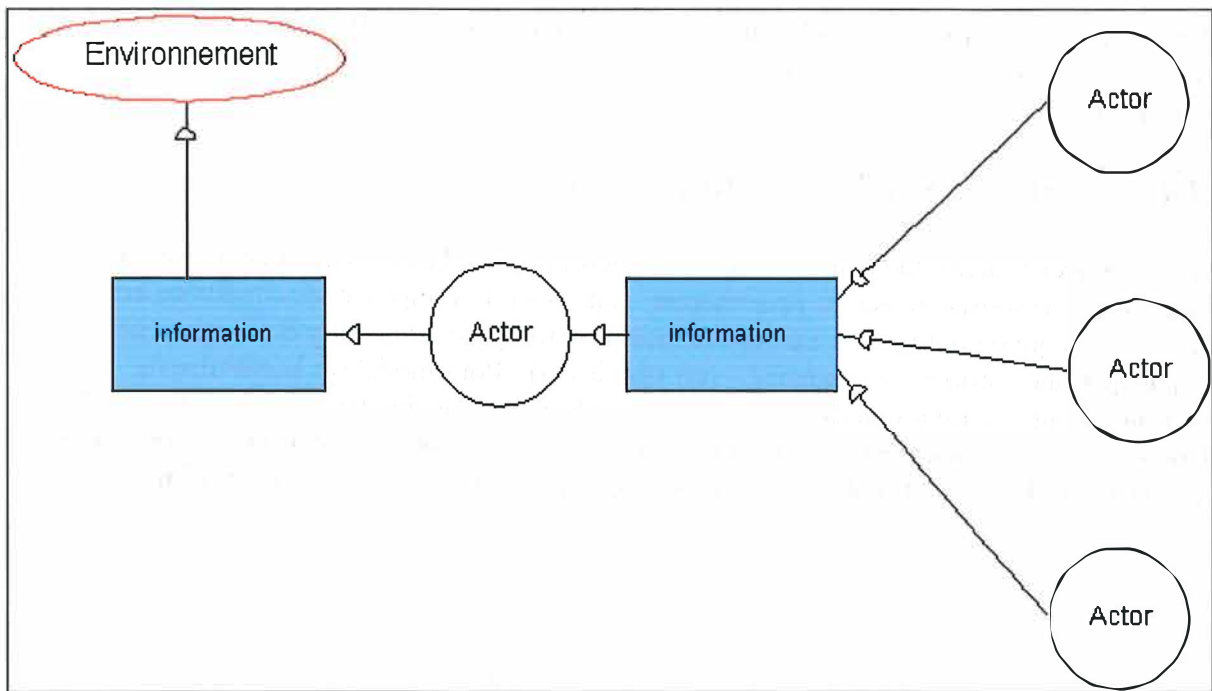 Environnement
Actor
information
Actor
information
Actor
Actor